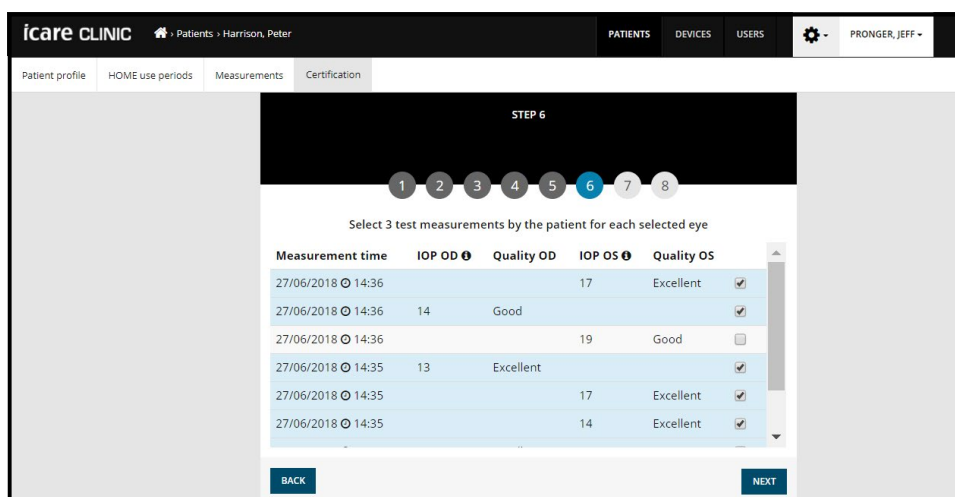 icare CLINIC › Patients › Harrison, Peter PATIENTS DEVICES USERS PRONGER, JEFF
Patient profile HOME use periods Measurements Certification
STEP 6
1 2 3 4 5 6 7 8
Select 3 test measurements by the patient for each selected eye
Measurement time IOP OD Quality OD IOP OS Quality OS
27/06/2018 14:36 17 Excellent
27/06/2018 14:36 14 Good
27/06/2018 14:36 19 Good
27/06/2018 14:35 13 Excellent
27/06/2018 14:35 17 Excellent
27/06/2018 14:35 14 Excellent
BACK NEXT